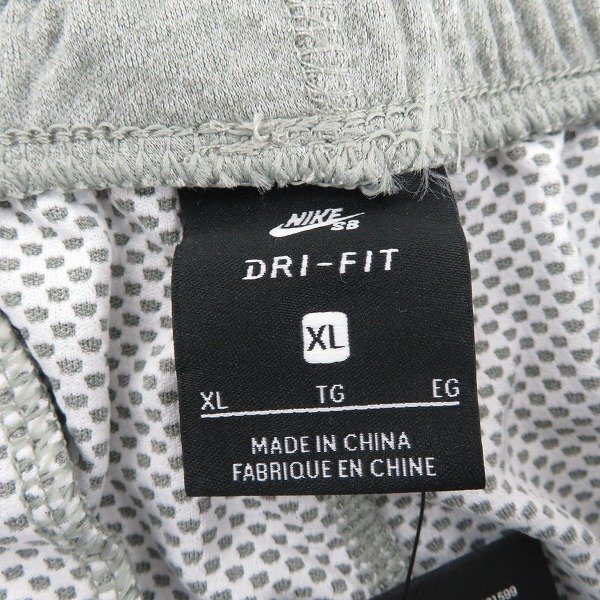 NIKE SB
DRI-FIT
XL
XL TG EG
MADE IN CHINA
FABRIQUE EN CHINE